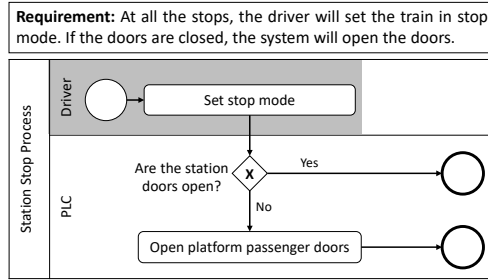 Requirement: At all the stops, the driver will set the train in stop
mode. If the doors are closed, the system will open the doors.
Station Stop Process
Driver
Set stop mode
PLC
Are the station
doors open?
X
Yes
No
Open platform passenger doors